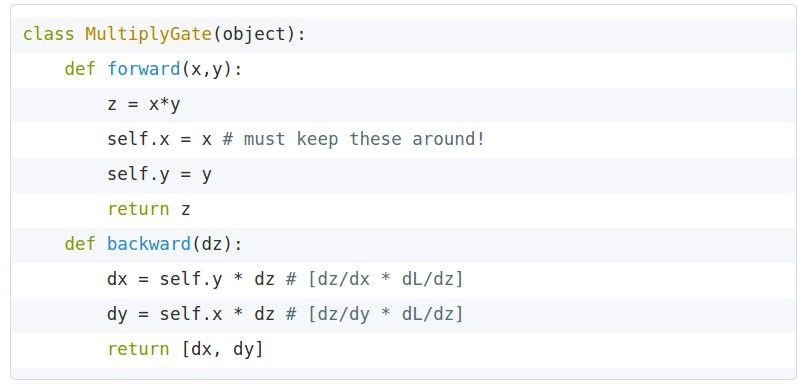 class MultiplyGate(object):
    def forward(x,y):
        z = x*y
        self.x = x # must keep these around!
        self.y = y
        return z
    def backward(dz):
        dx = self.y * dz # [dz/dx * dL/dz]
        dy = self.x * dz # [dz/dy * dL/dz]
        return [dx, dy]